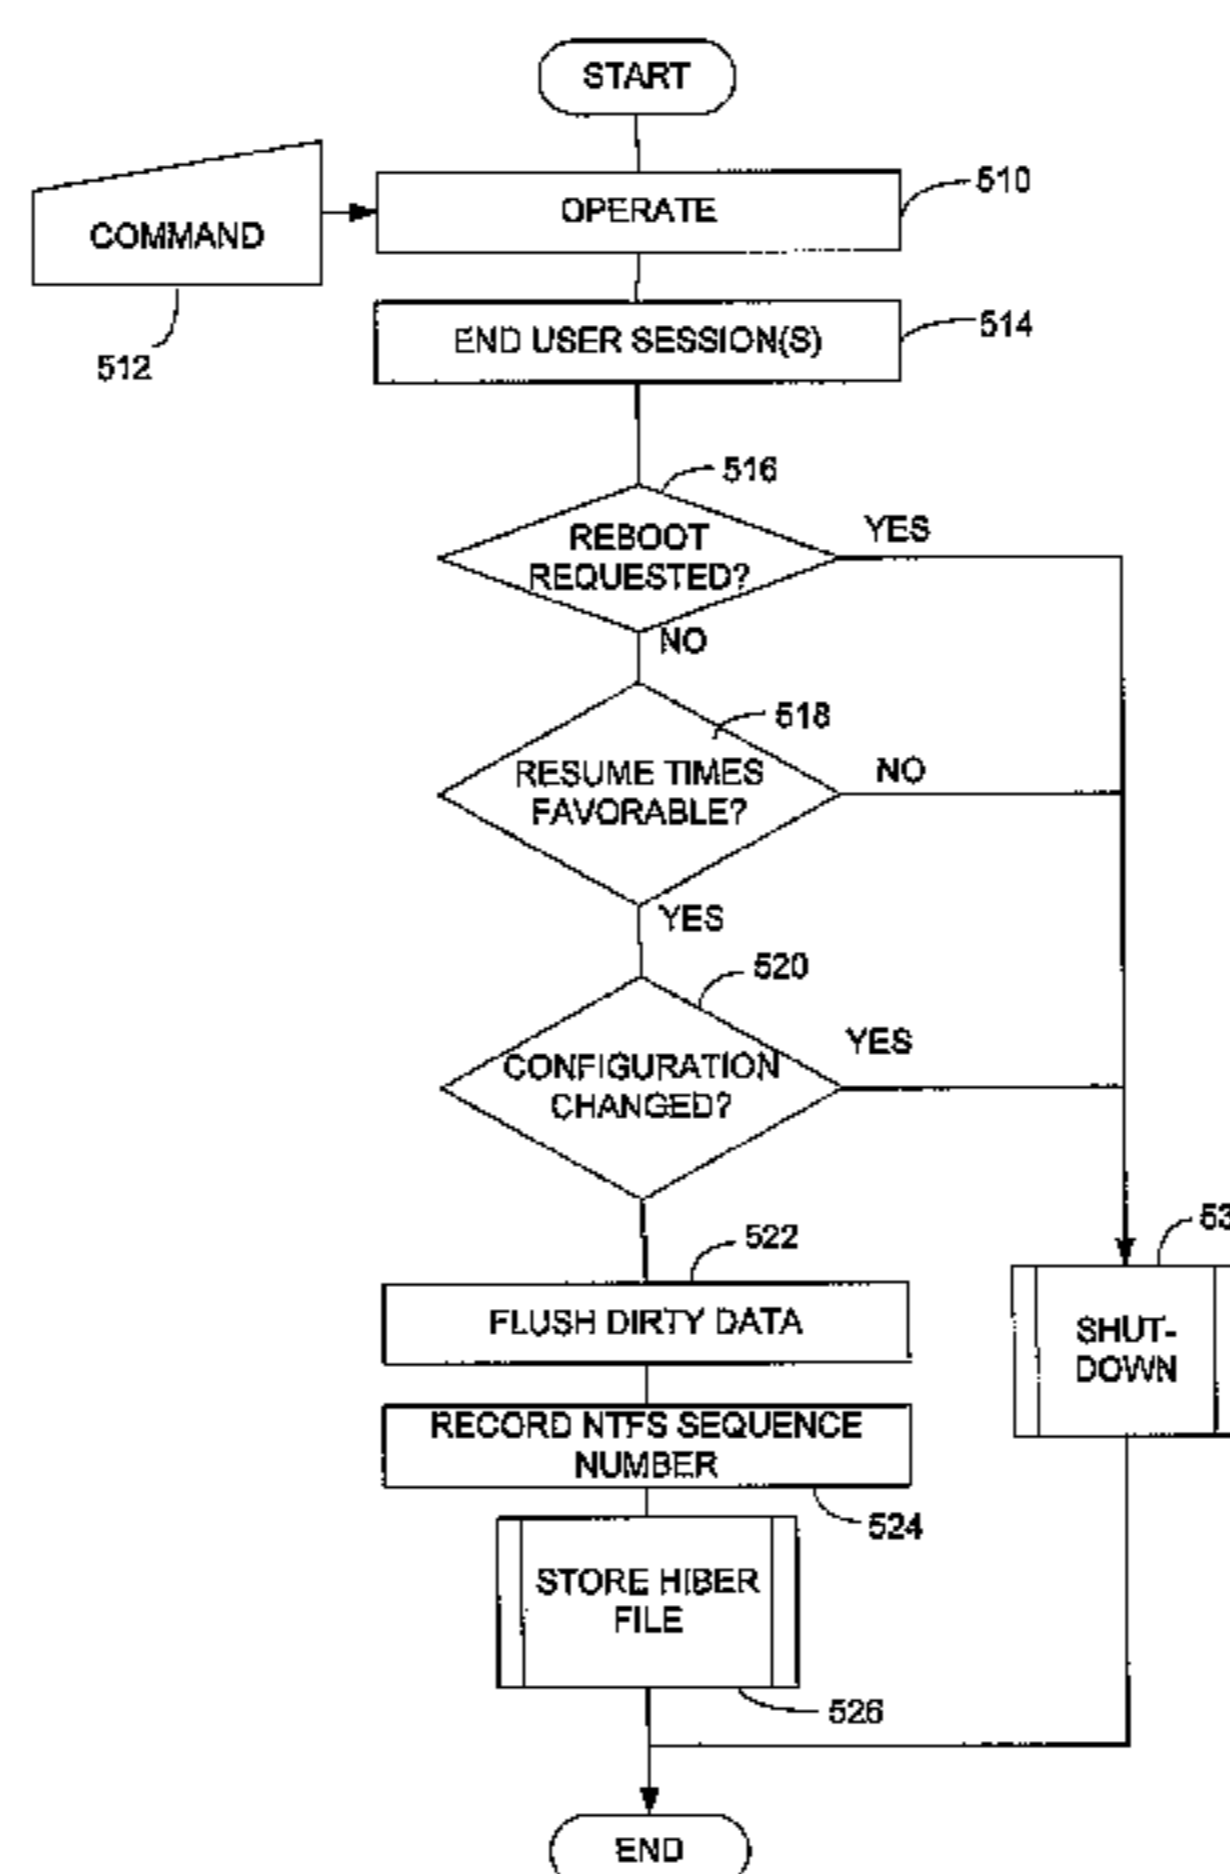 START
510
OPERATE
COMMAND
512
514
END USER SESSION(S)
516
REBOOT
REQUESTED?
YES
NO
518
RESUME TIMES
FAVORABLE?
NO
YES
520
CONFIGURATION
CHANGED?
YES
522
FLUSH DIRTY DATA
53
SHUT-
DOWN
RECORD NTFS SEQUENCE
NUMBER
524
STORE HIBER
FILE
526
END